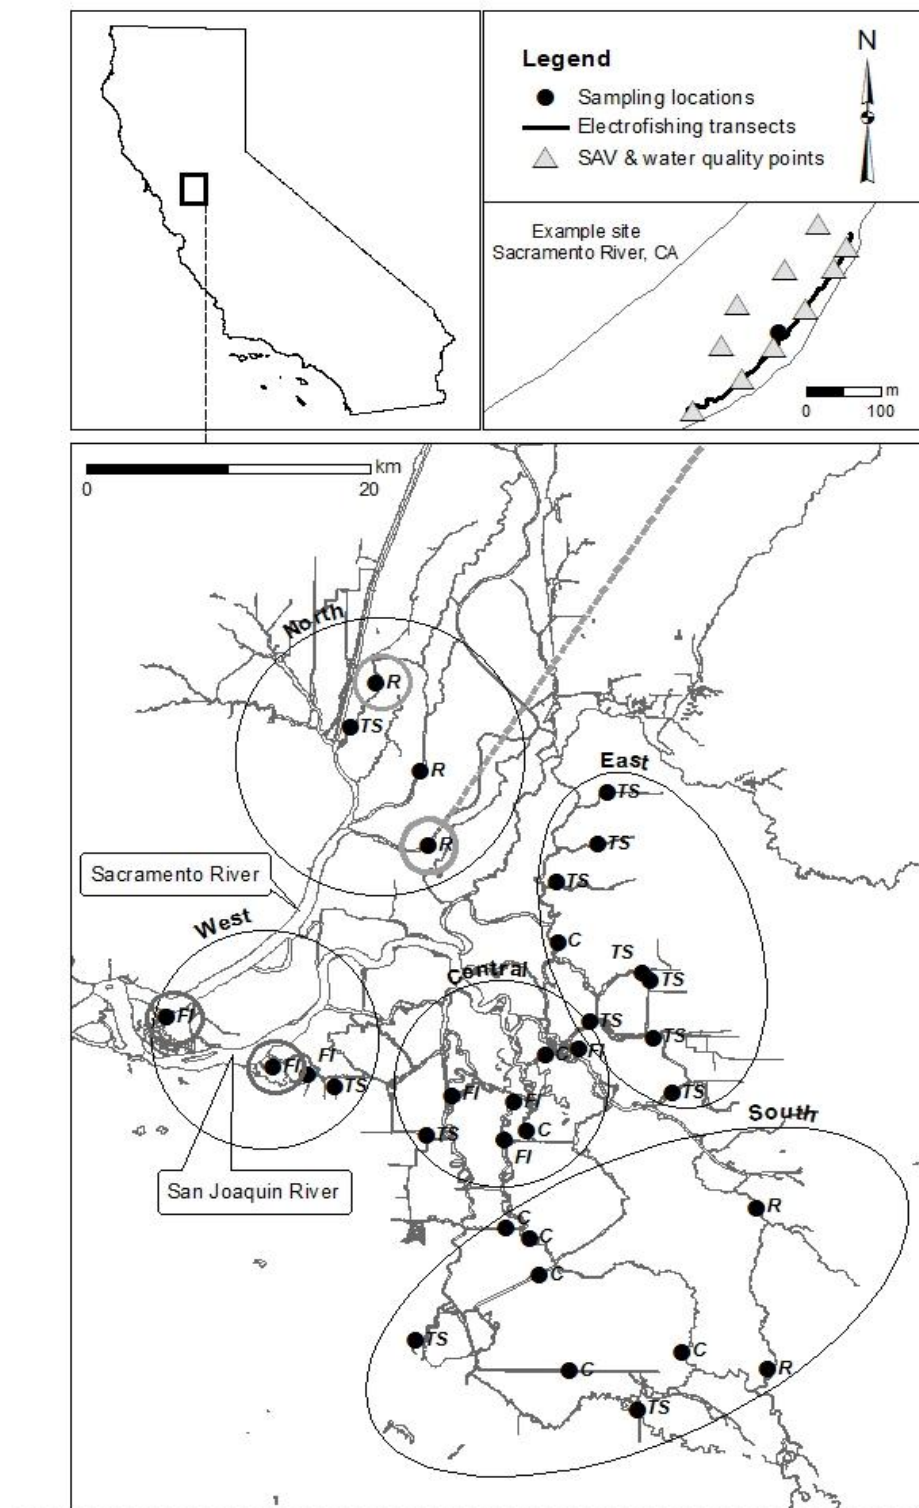 Legend
N
Sampling locations
Electrofishing transects
SAV & water quality points
Example site
Sacramento River, CA
m
0 100
km
0 20
North
R
TS
R
R
East
TS
TS
TS
C
TS
TS
TS
TS
TS
Sacramento River
West
FI
FI
FI
TS
Central
C
FI
FI
FI
C
FI
TS
San Joaquin River
South
R
C
C
C
TS
C
C
R
TS